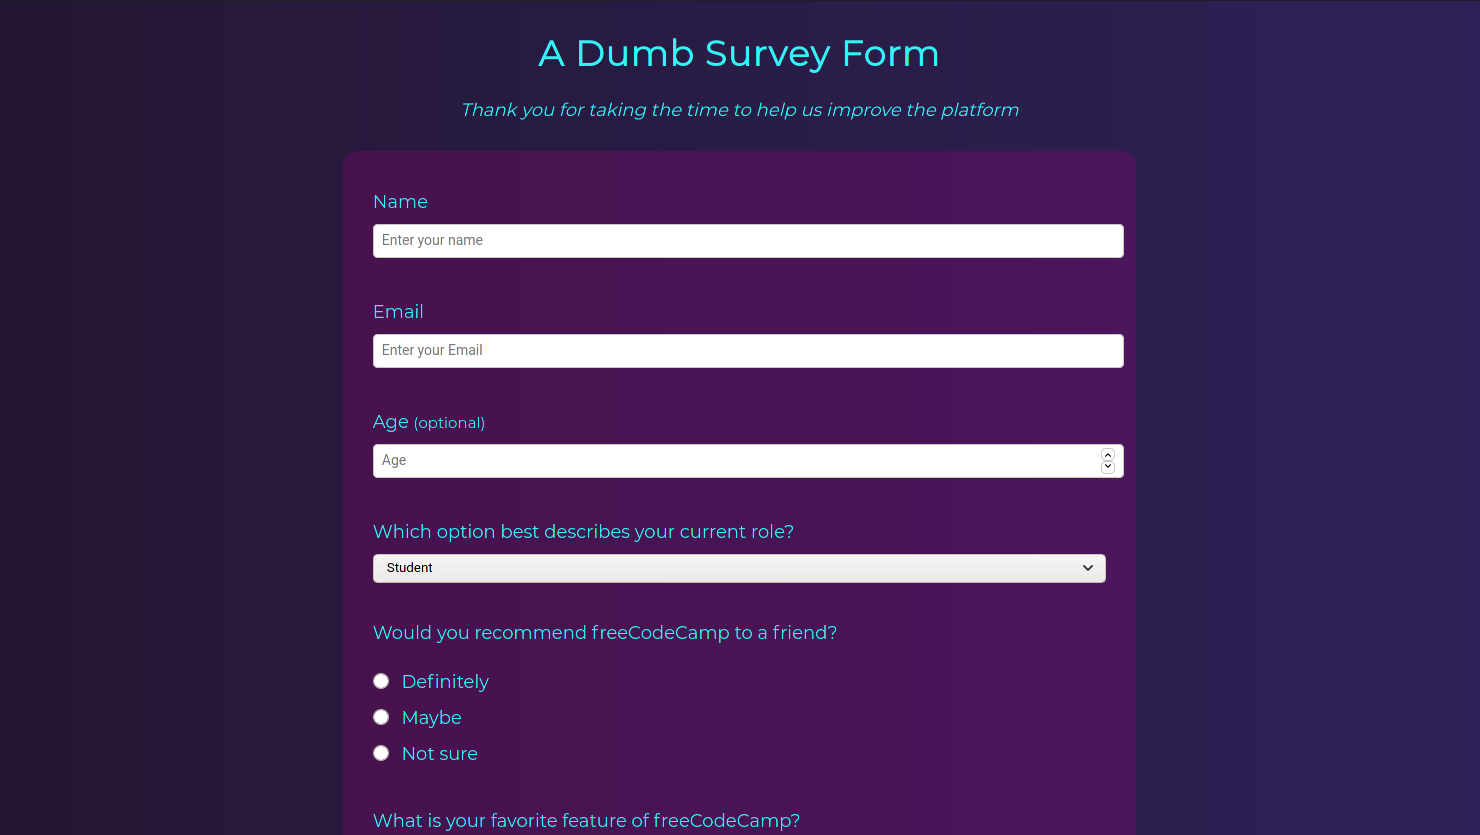 A Dumb Survey Form
Thank you for taking the time to help us improve the platform
Name
Enter your name
Email
Enter your Email
Age (optional)
Age
Which option best describes your current role?
Student
Would you recommend freeCodeCamp to a friend?
Definitely
Maybe
Not sure
What is your favorite feature of freeCodeCamp?